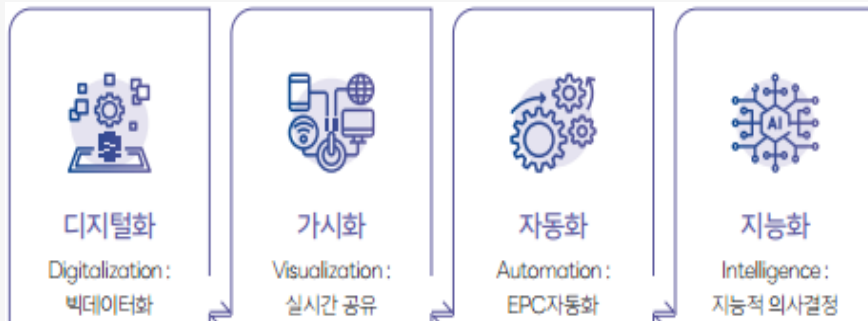 디지털화
Digitalization :
빅데이터화
가시화
Visualization :
실시간 공유
자동화
Automation :
EPC자동화
AI
지능화
Intelligence :
지능적 의사결정